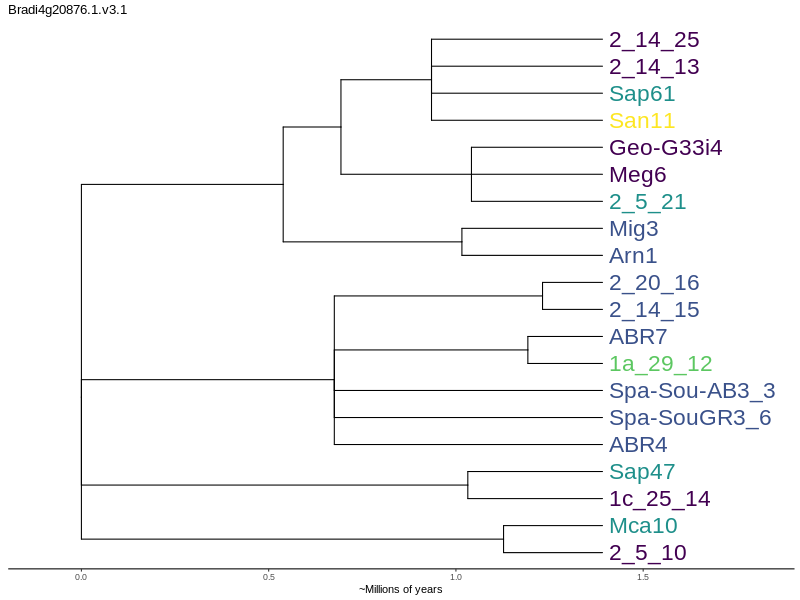 Bradi4g20876.1.v3.1
2_14_25
2_14_13
Sap61
San11
Geo-G33i4
Meg6
2_5_21
Mig3
Arn1
2_20_16
2_14_15
ABR7
1a_29_12
Spa-Sou-AB3_3
Spa-SouGR3_6
ABR4
Sap47
1c_25_14
Mca10
2_5_10
0.0 0.5 1.0 1.5
~Millions of years